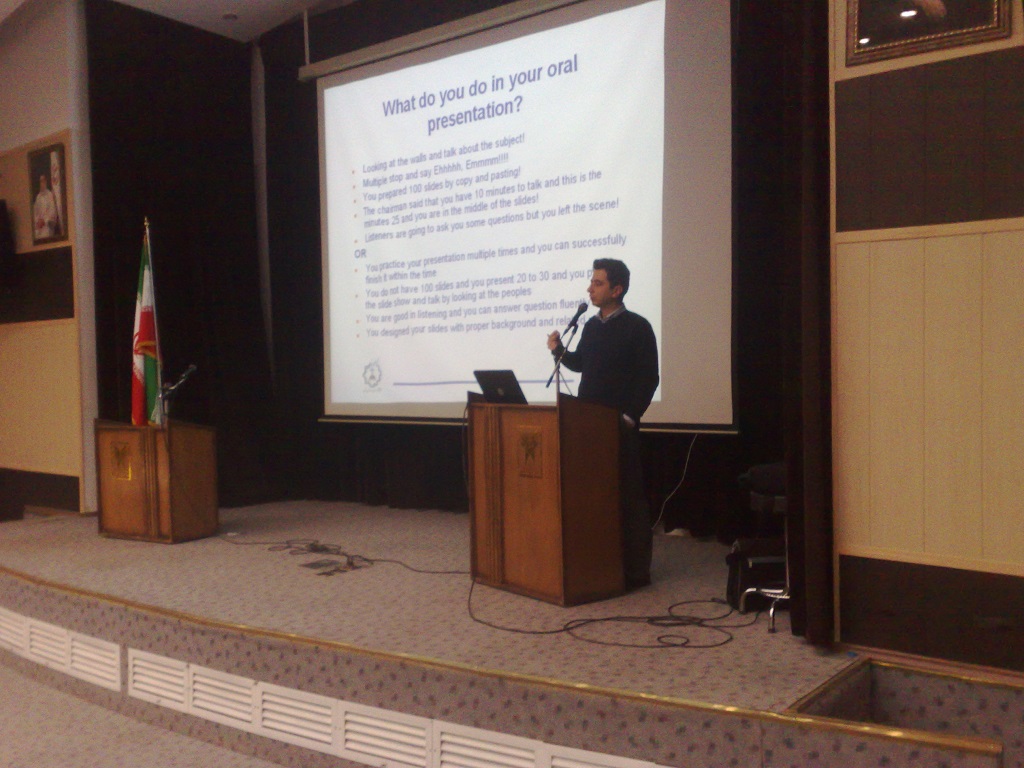 What do you do in your oral
presentation?
Looking at the walls and talk about the subject!
Multiple stop and say Ehhhhh, Emmmm!!!!
You prepared 100 slides by copy and pasting!
The chairman said that you have 10 minutes to talk and this is the
minutes 25 and you are in the middle of the slides!
Listeners are going to ask you some questions but you left the scene!
OR
You practice your presentation multiple times and you can successfully
finish it within the time
You do not have 100 slides and you present 20 to 30 and you
the slide show and talk by looking at the peoples
You are good in listening and you can answer question
You designed your slides with proper background and